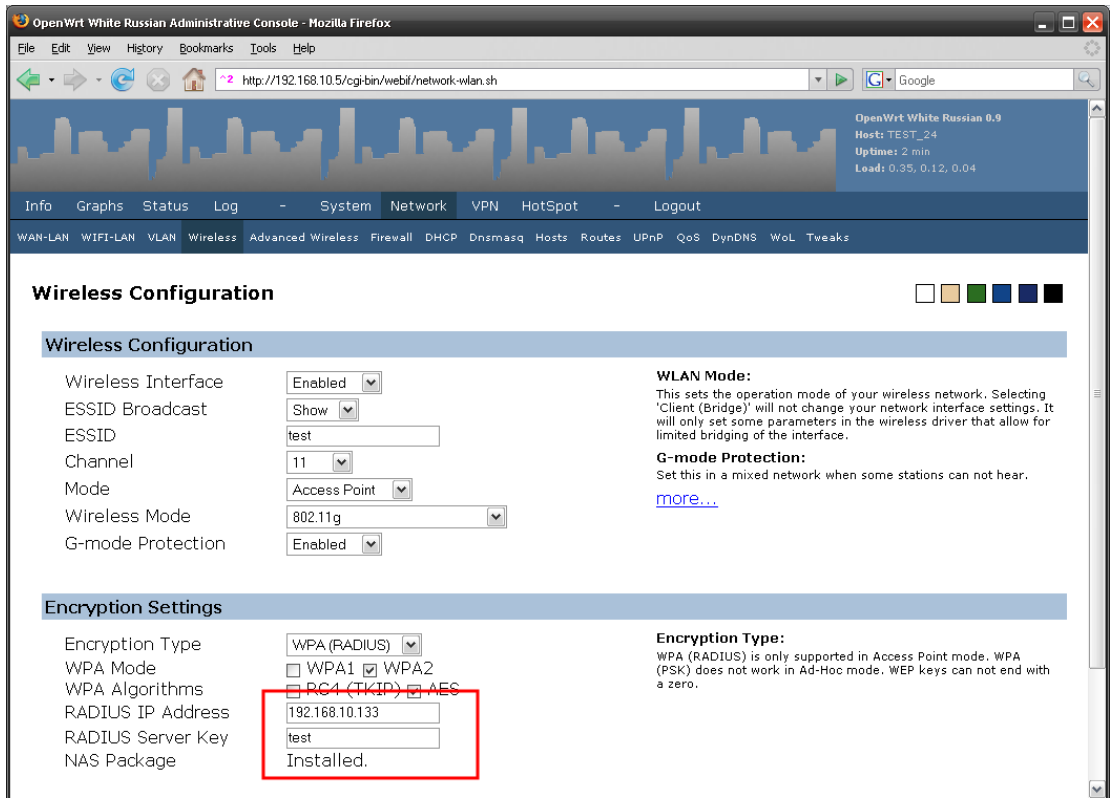 OpenWrt White Russian Administrative Console - Mozilla Firefox
File Edit View History Bookmarks Tools Help
^2 http://192.168.10.5/cgi-bin/webif/network-wlan.sh
G Google
OpenWrt White Russian 0.9
Host: TEST_24
Uptime: 2 min
Load: 0.35, 0.12, 0.04
Info Graphs Status Log - System Network VPN HotSpot - Logout
WAN-LAN WIFI-LAN VLAN Wireless Advanced Wireless Firewall DHCP Dnsmasq Hosts Routes UPnP QoS DynDNS WoL Tweaks
Wireless Configuration
Wireless Configuration
Wireless Interface Enabled
ESSID Broadcast Show
ESSID test
Channel 11
Mode Access Point
Wireless Mode 802.11g
G-mode Protection Enabled
WLAN Mode:
This sets the operation mode of your wireless network. Selecting
'Client (Bridge)' will not change your network interface settings. It
will only set some parameters in the wireless driver that allow for
limited bridging of the interface.
G-mode Protection:
Set this in a mixed network when some stations can not hear.
more...
Encryption Settings
Encryption Type WPA (RADIUS)
WPA Mode WPA1 WPA2
WPA Algorithms RC4 (TKIP) AES
RADIUS IP Address 192.168.10.133
RADIUS Server Key test
NAS Package Installed.
Encryption Type:
WPA (RADIUS) is only supported in Access Point mode. WPA
(PSK) does not work in Ad-Hoc mode. WEP keys can not end with
a zero.